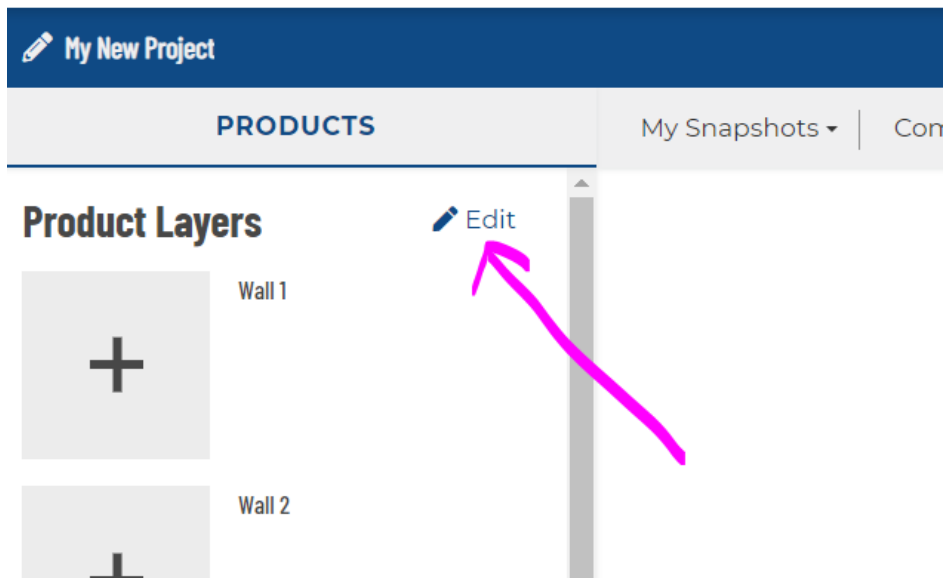 My New Project
PRODUCTS
My Snapshots
Product Layers
Edit
Wall 1
Wall 2